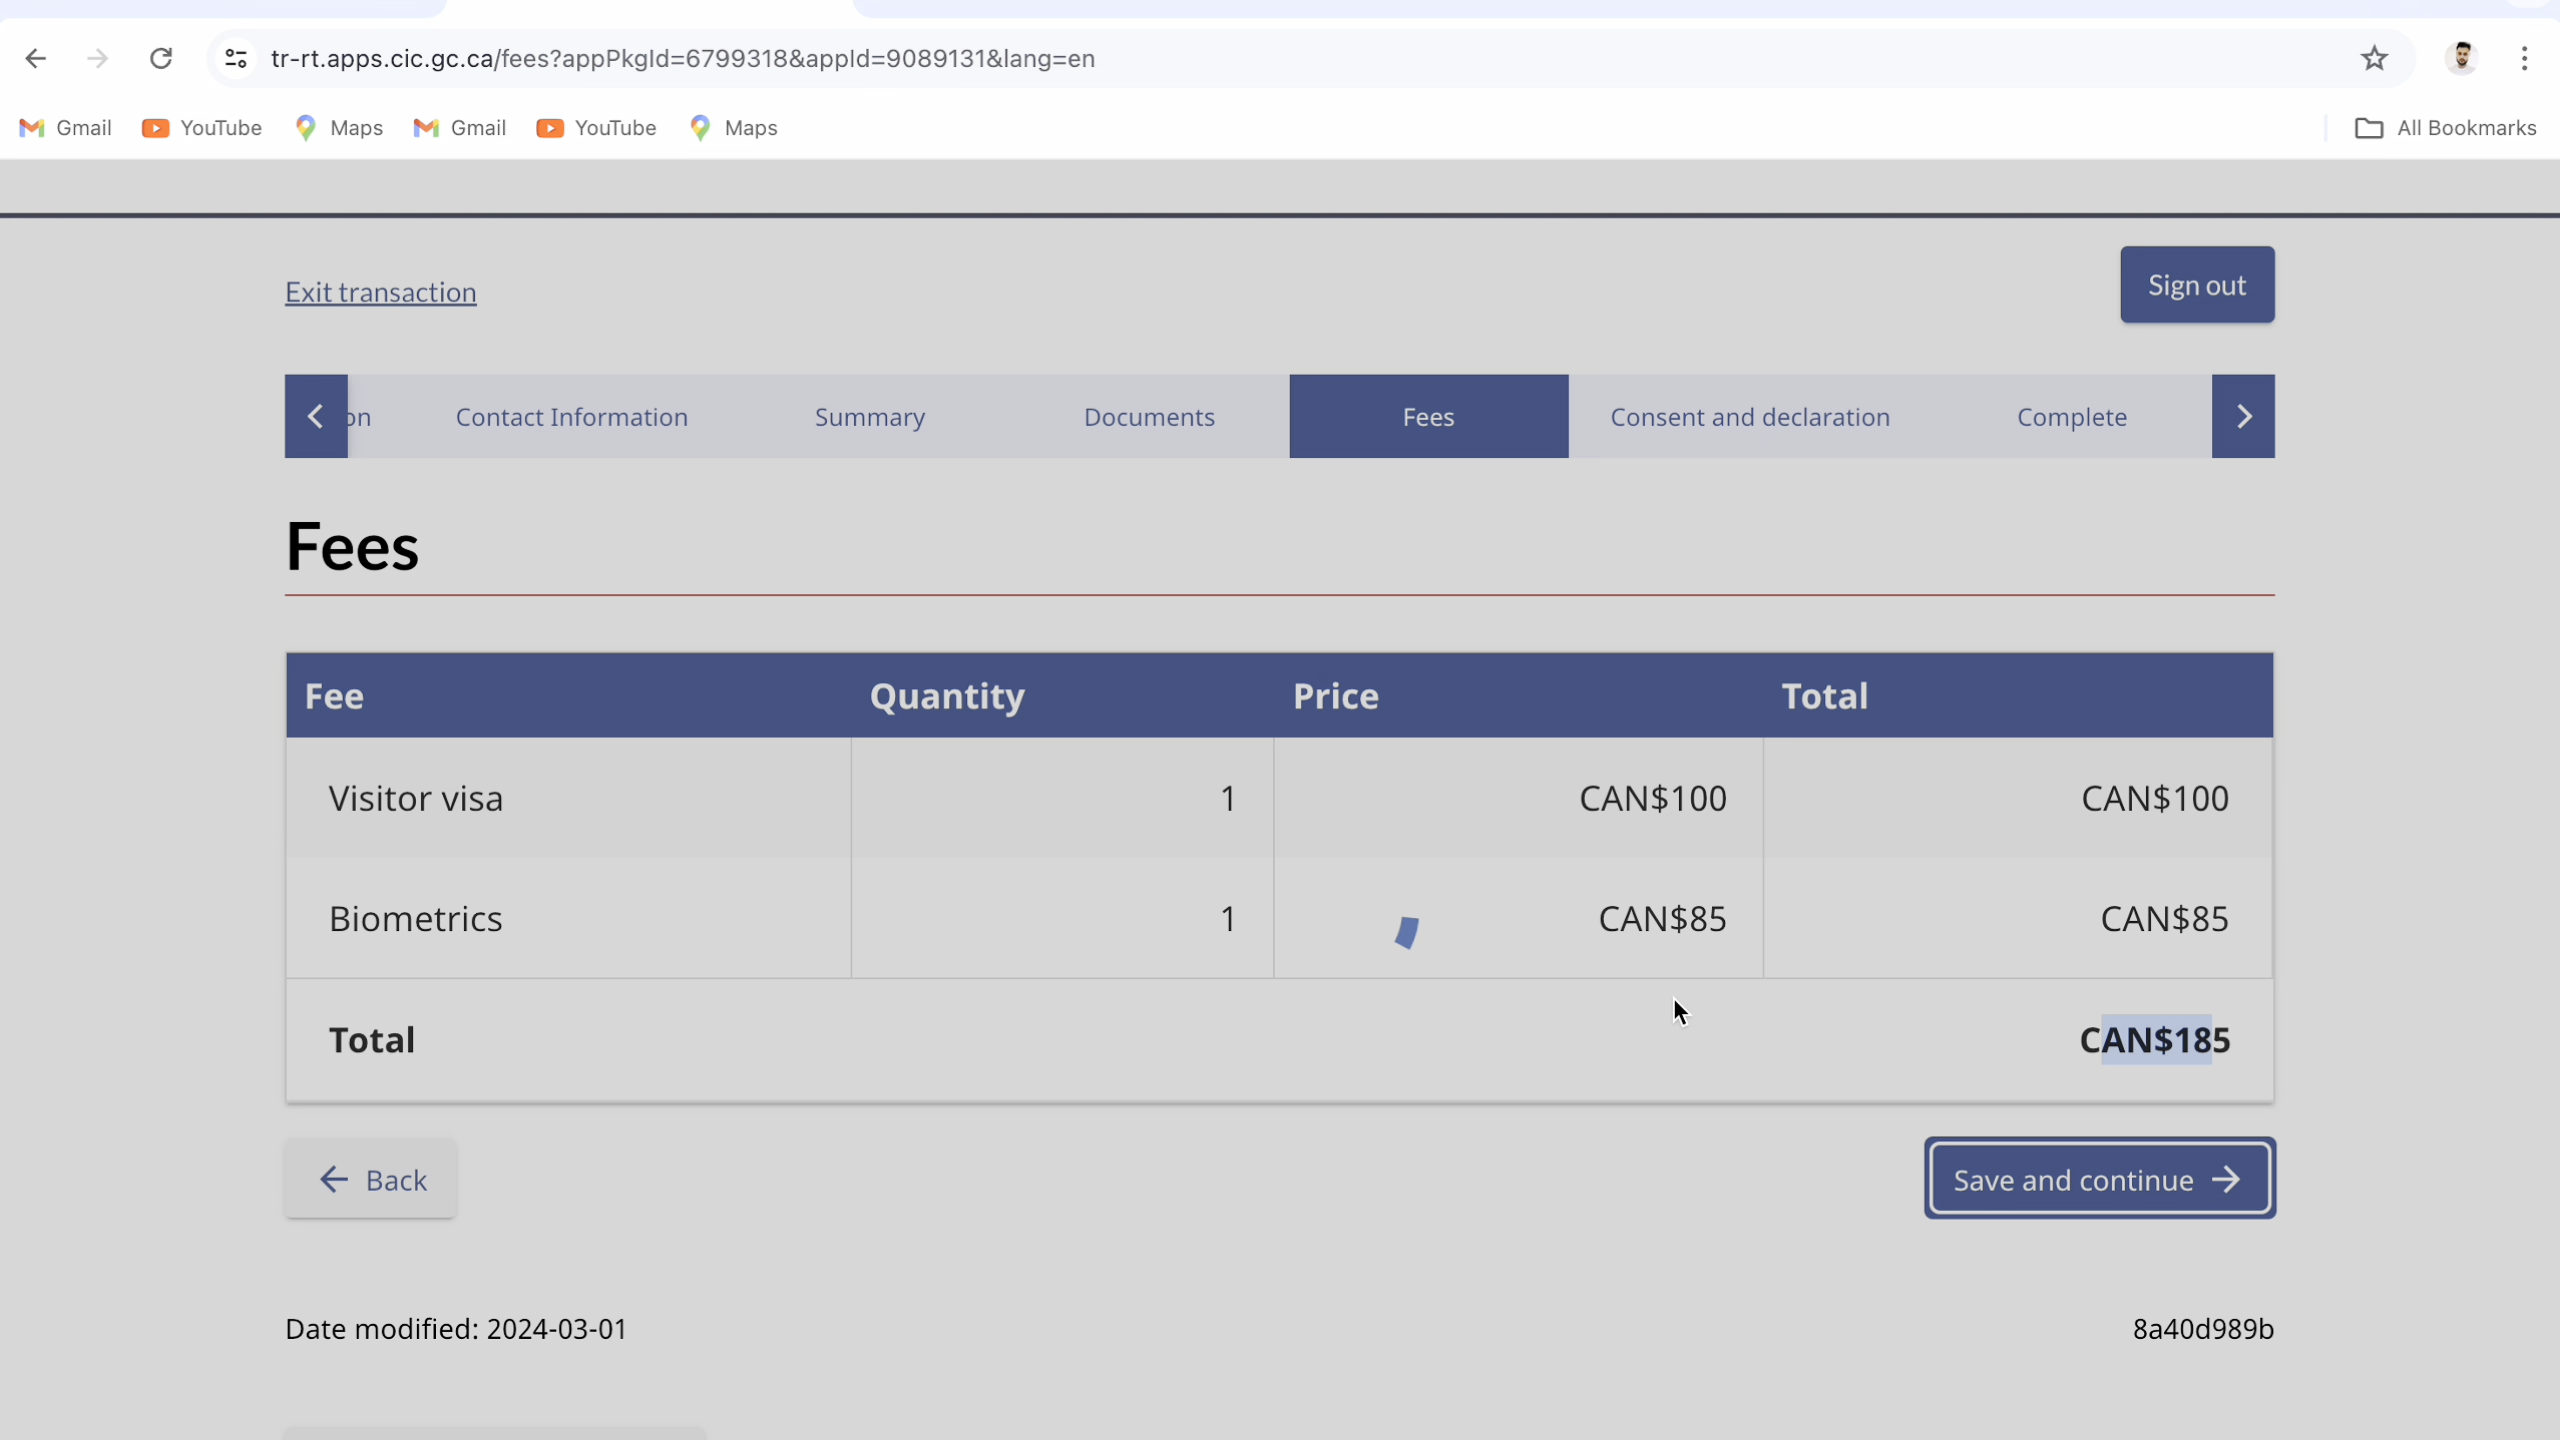 tr-rt.apps.cic.gc.ca/fees?appPkgId=6799318&appId=9089131&lang=en
Gmail YouTube Maps Gmail YouTube Maps All Bookmarks
Exit transaction Sign out
on Contact Information Summary Documents Fees Consent and declaration Complete
Fees
Fee Quantity Price Total
Visitor visa 1 CAN$100 CAN$100
Biometrics 1 CAN$85 CAN$85
Total CAN$185
Back Save and continue
Date modified: 2024-03-01 8a40d989b